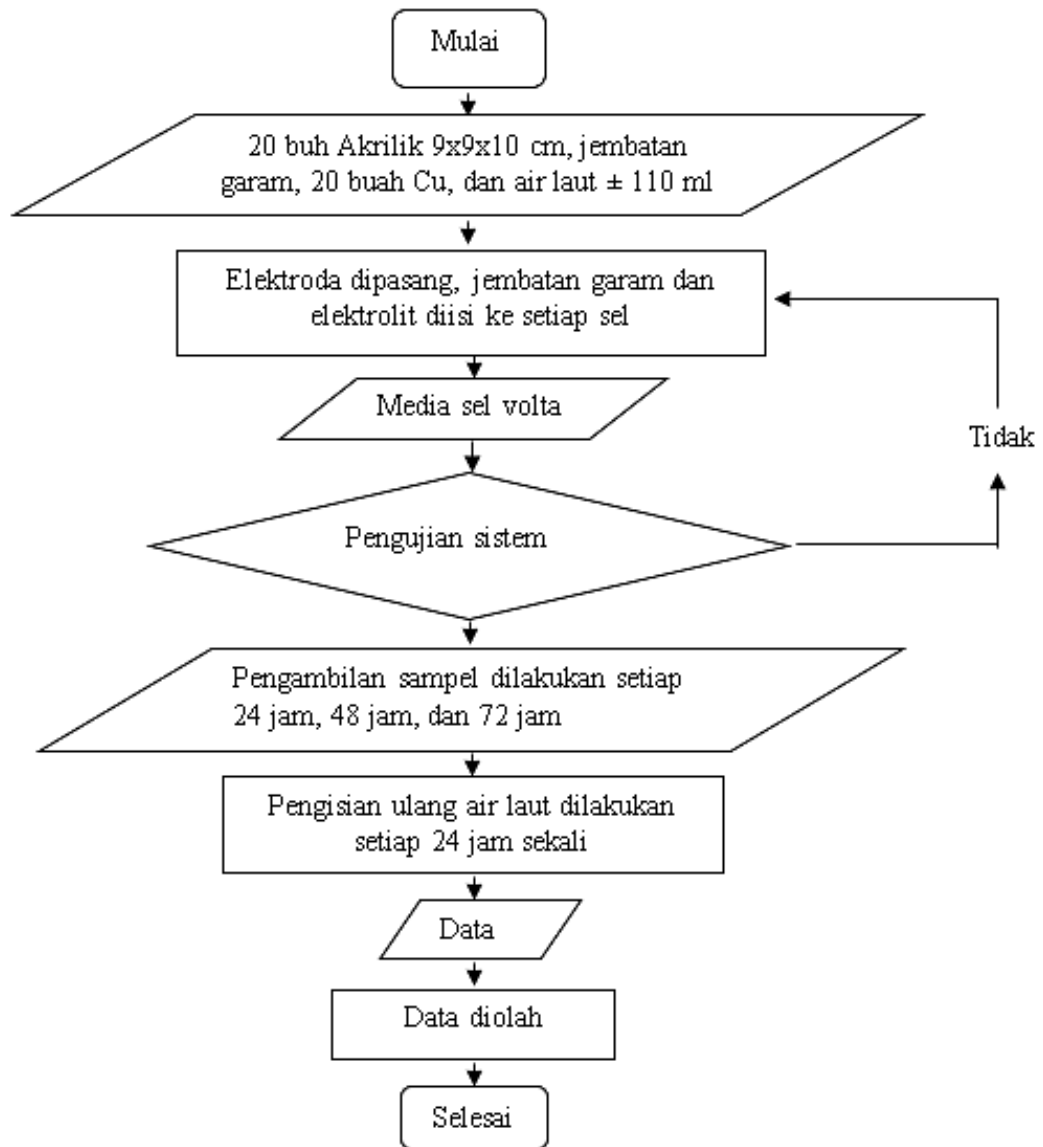 Mulai
20 buh Akrilik 9x9x10 cm, jembatan
garam, 20 buah Cu, dan air laut ± 110 ml
Elektroda dipasang, jembatan garam dan
elektrolit diisi ke setiap sel
Media sel volta
Tidak
Pengujian sistem
Pengambilan sampel dilakukan setiap
24 jam, 48 jam, dan 72 jam
Pengisian ulang air laut dilakukan
setiap 24 jam sekali
Data
Data diolah
Selesai